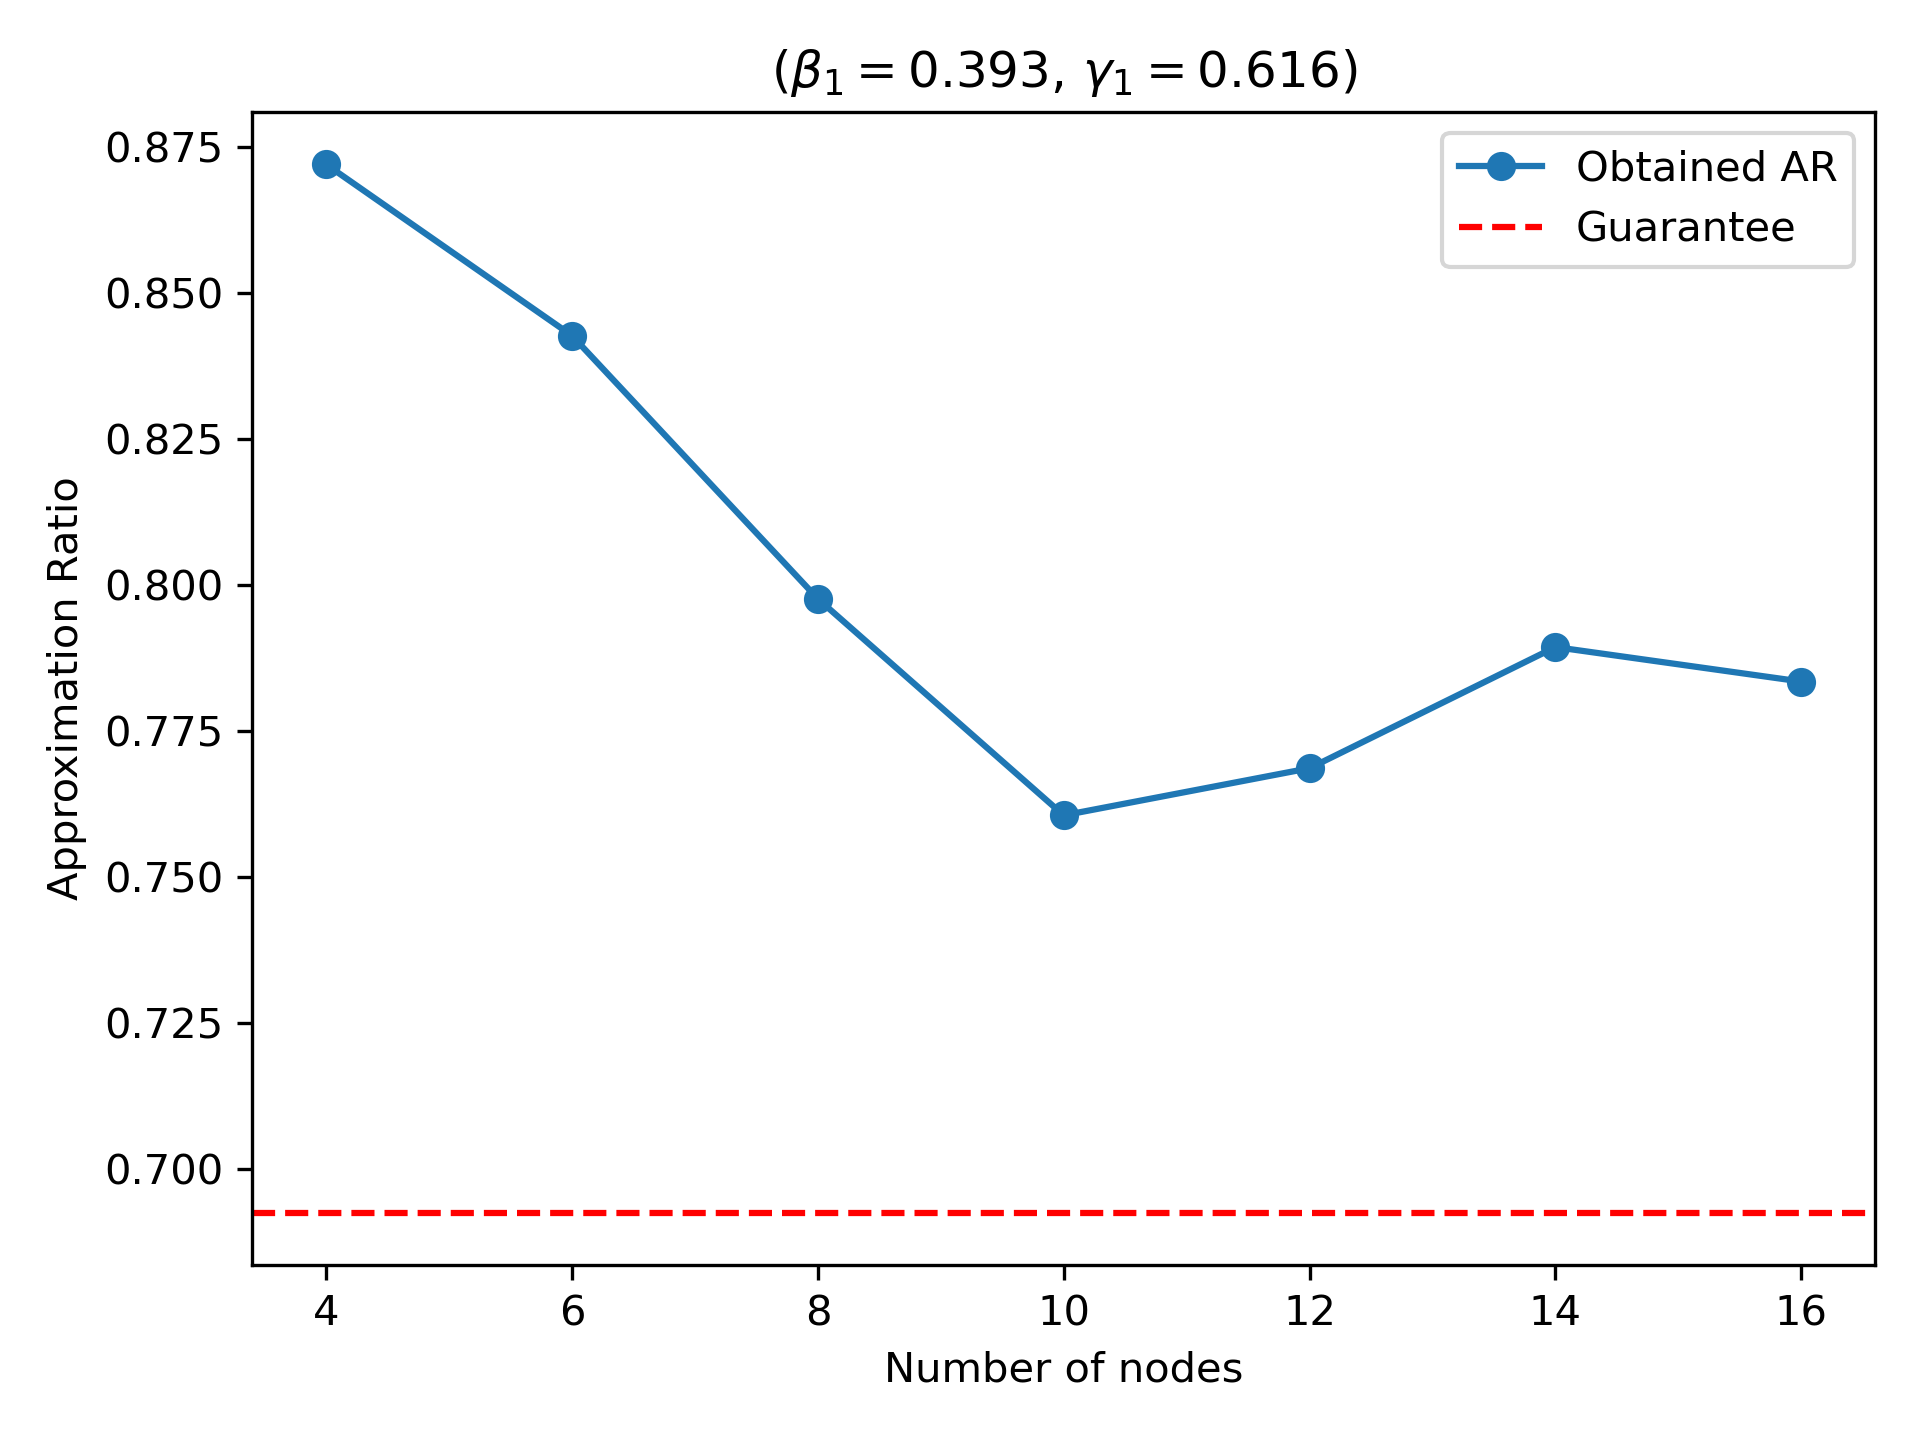 (β₁ = 0.393, γ₁ = 0.616)
Obtained AR
Guarantee
Approximation Ratio
0.875
0.850
0.825
0.800
0.775
0.750
0.725
0.700
4 6 8 10 12 14 16
Number of nodes